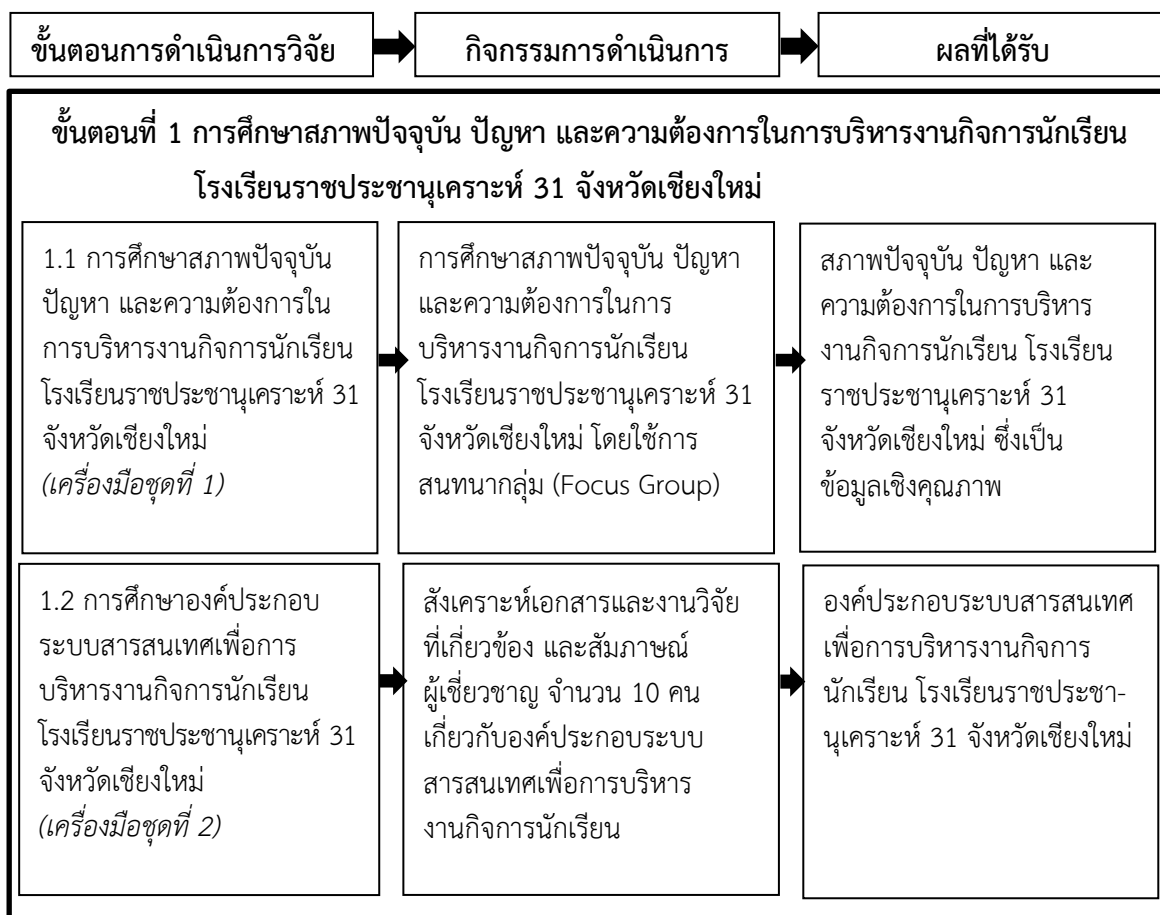 ขั้นตอนการดำเนินการวิจัย
กิจกรรมการดำเนินการ
ผลที่ได้รับ
ขั้นตอนที่ 1 การศึกษาสภาพปัจจุบัน ปัญหา และความต้องการในการบริหารงานกิจการนักเรียน
โรงเรียนราชประชานุเคราะห์ 31 จังหวัดเชียงใหม่
1.1 การศึกษาสภาพปัจจุบัน
ปัญหา และความต้องการใน
การบริหารงานกิจการนักเรียน
โรงเรียนราชประชานุเคราะห์ 31
จังหวัดเชียงใหม่
(เครื่องมือชุดที่ 1)
การศึกษาสภาพปัจจุบัน ปัญหา
และความต้องการในการ
บริหารงานกิจการนักเรียน
โรงเรียนราชประชานุเคราะห์ 31
จังหวัดเชียงใหม่ โดยใช้การ
สนทนากลุ่ม (Focus Group)
สภาพปัจจุบัน ปัญหา และ
ความต้องการในการบริหาร
งานกิจการนักเรียน โรงเรียน
ราชประชานุเคราะห์ 31
จังหวัดเชียงใหม่ ซึ่งเป็น
ข้อมูลเชิงคุณภาพ
1.2 การศึกษาองค์ประกอบ
ระบบสารสนเทศเพื่อการ
บริหารงานกิจการนักเรียน
โรงเรียนราชประชานุเคราะห์ 31
จังหวัดเชียงใหม่
(เครื่องมือชุดที่ 2)
สังเคราะห์เอกสารและงานวิจัย
ที่เกี่ยวข้อง และสัมภาษณ์
ผู้เชี่ยวชาญ จำนวน 10 คน
เกี่ยวกับองค์ประกอบระบบ
สารสนเทศเพื่อการบริหาร
งานกิจการนักเรียน
องค์ประกอบระบบสารสนเทศ
เพื่อการบริหารงานกิจการ
นักเรียน โรงเรียนราชประชา-
นุเคราะห์ 31 จังหวัดเชียงใหม่